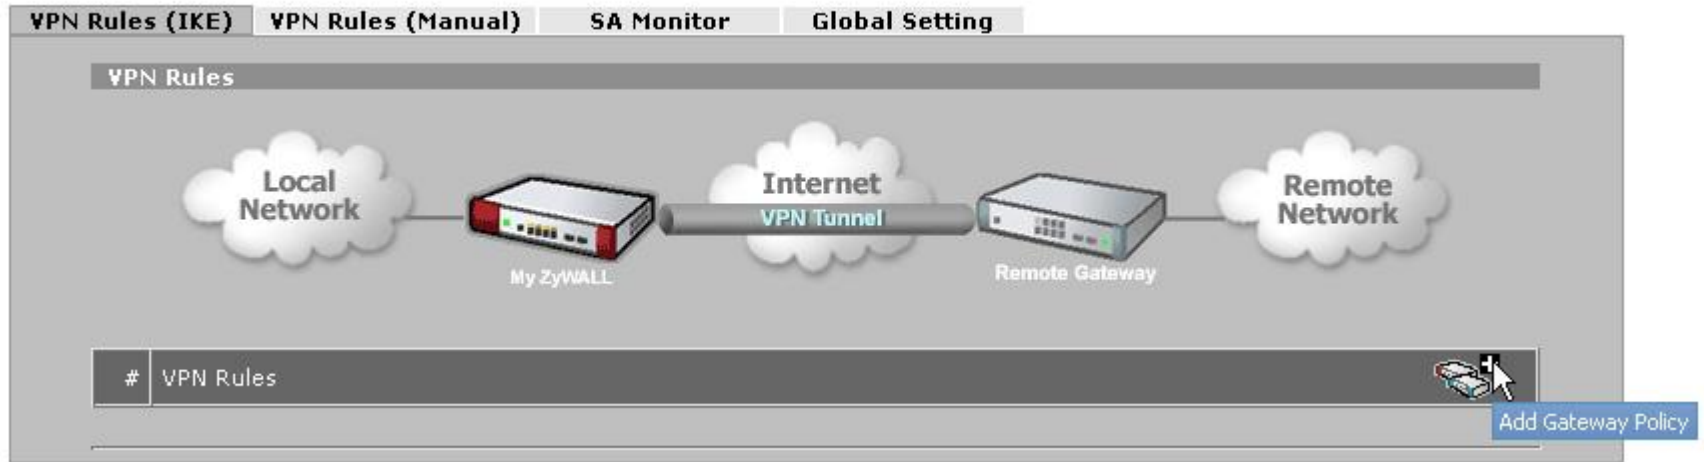 VPN Rules (IKE)
VPN Rules (Manual)
SA Monitor
Global Setting
VPN Rules
Local
Network
My ZyWALL
Internet
VPN Tunnel
Remote Gateway
Remote
Network
# VPN Rules
Add Gateway Policy